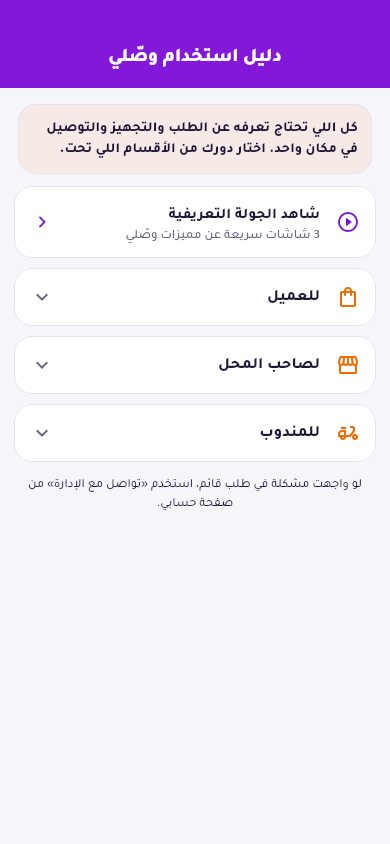 دليل استخدام وصّلي
كل اللي تحتاج تعرفه عن الطلب والتجهيز والتوصيل
في مكان واحد. اختار دورك من الأقسام اللي تحت.
شاهد الجولة التعريفية
3 شاشات سريعة عن مميزات وصّلي
للعميل
لصاحب المحل
للمندوب
لو واجهت مشكلة في طلب قائم، استخدم «تواصل مع الإدارة» من
صفحة حسابي.